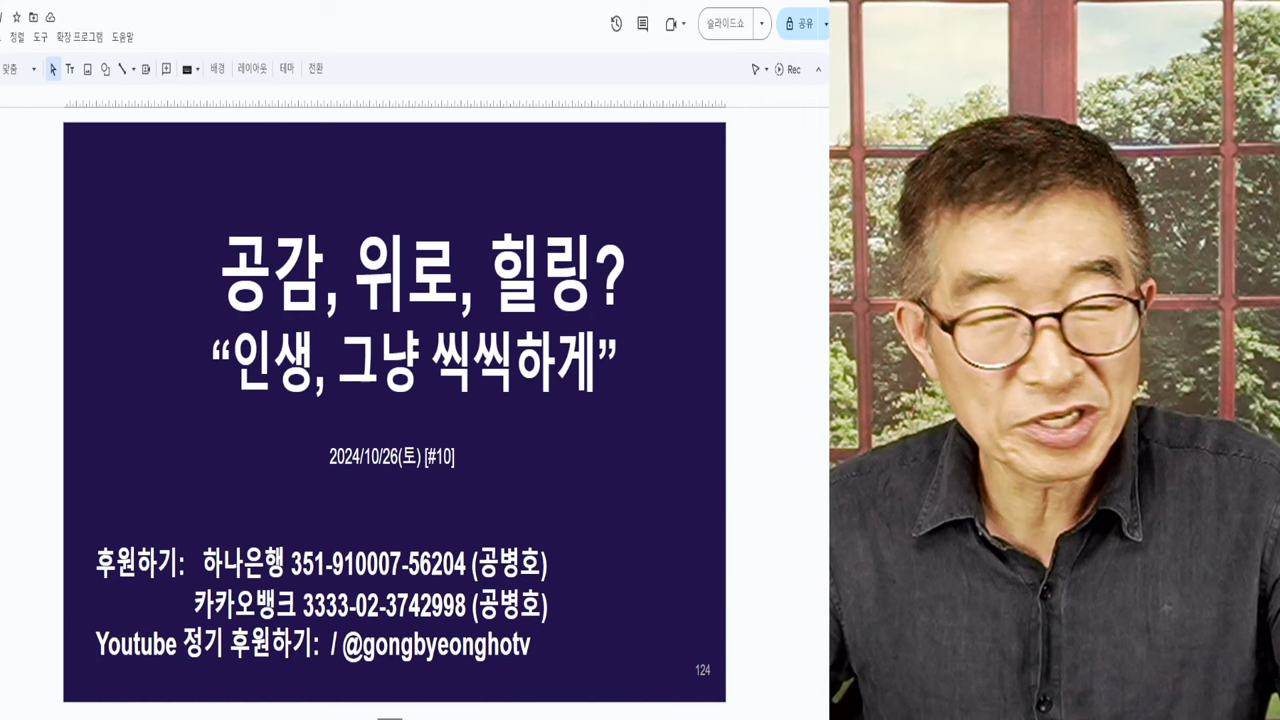 정렬 도구 확장 프로그램 도움말
슬라이드쇼
공유
맞춤
Tт
배경 레이아웃 테마 전환
Rec
공감, 위로, 힐링?
“인생, 그냥 씩씩하게”
2024/10/26(토) [#10]
후원하기: 하나은행 351-910007-56204 (공병호)
카카오뱅크 3333-02-3742998 (공병호)
Youtube 정기 후원하기: / @gongbyeonghotv
124